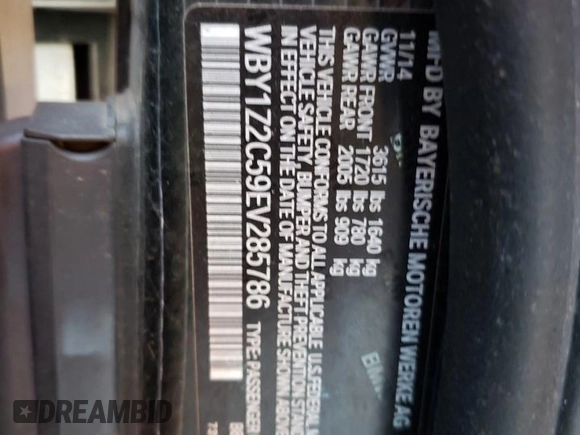 MFD BY BAYERISCHE MOTOREN WERKE AG
11/14
GVWR 3615 lbs 1640 kg
GAWR FRONT 1720 lbs 780 kg
GAWR REAR 2005 lbs 909 kg
THIS VEHICLE CONFORMS TO ALL APPLICABLE U.S FEDERAL
VEHICLE SAFETY, BUMPER AND THEFT PREVENTION
IN EFFECT ON THE DATE OF MANUFACTURE SHOWN ABOVE
WBY1Z2C59EV285786 TYPE: PASSENGER
DREAMBID